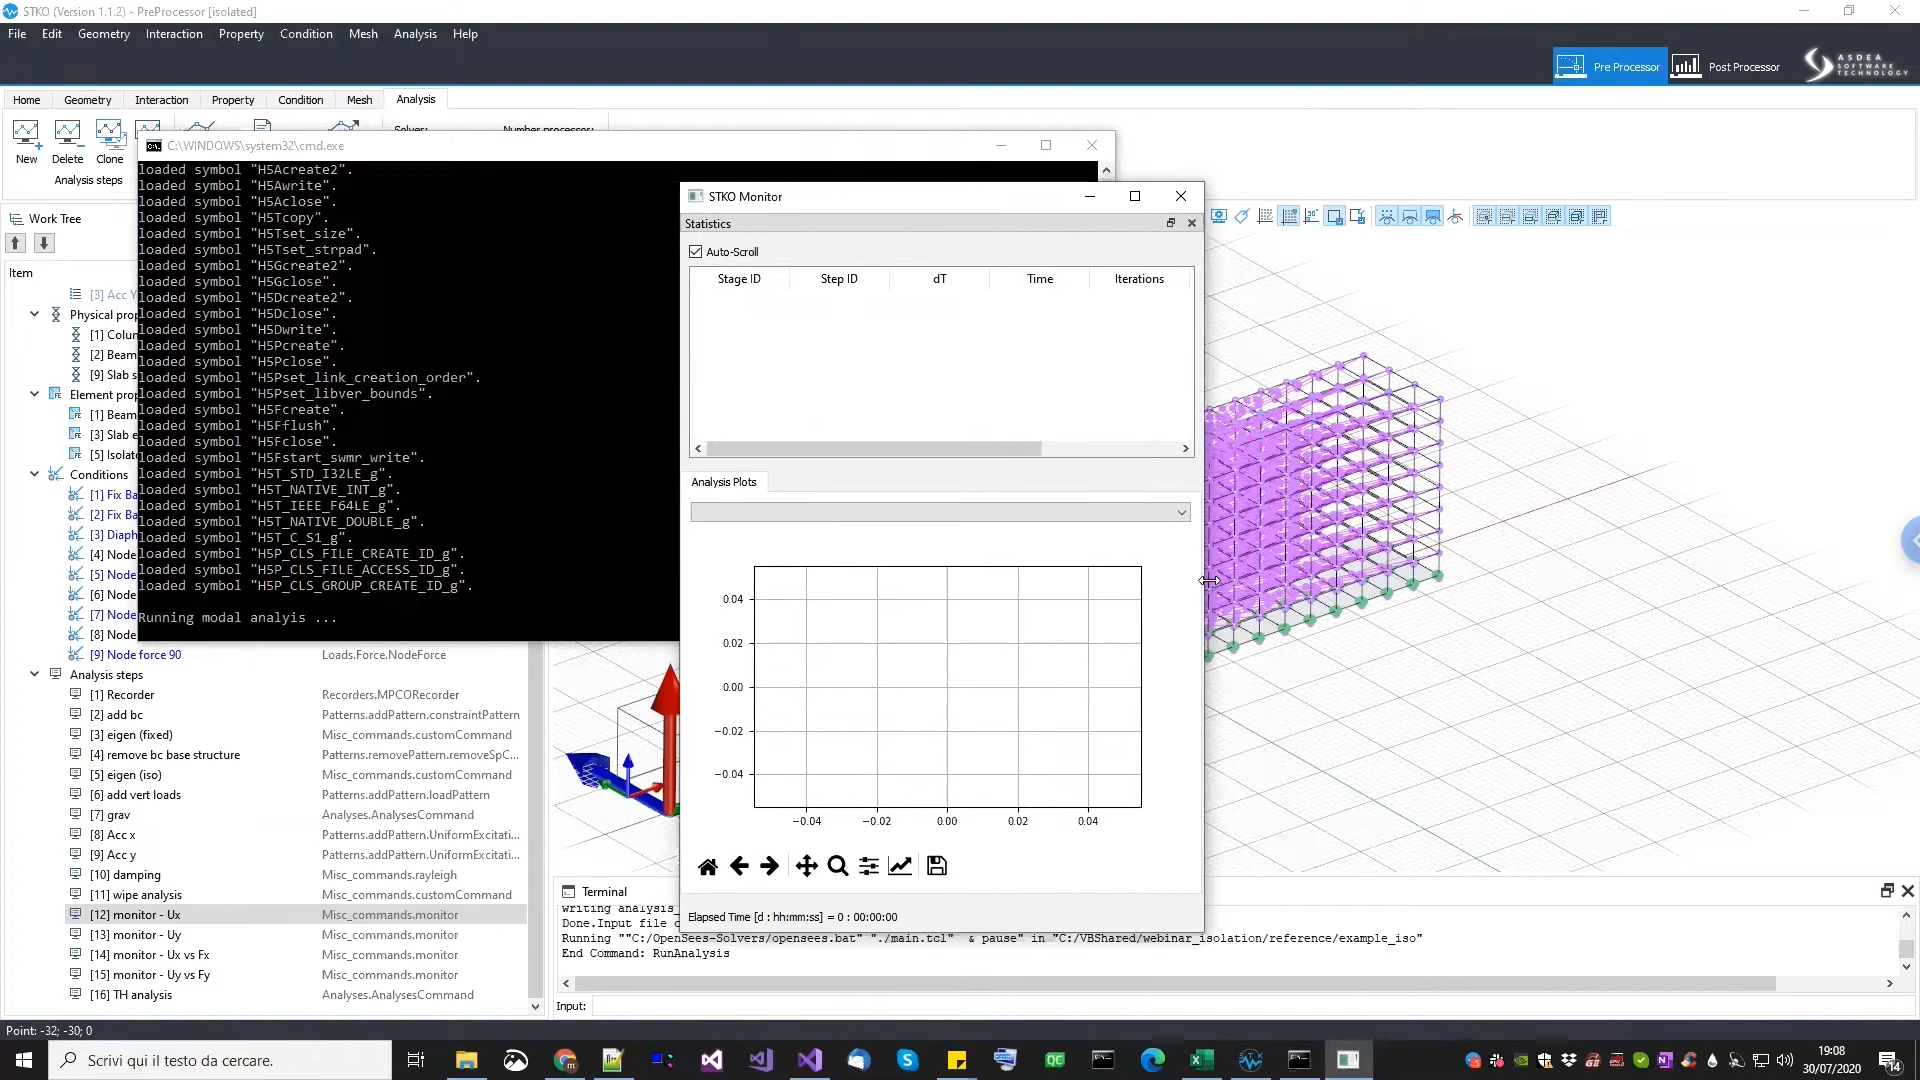 STKO (Version 1.1.2) - PreProcessor [isolated]
File Edit Geometry Interaction Property Condition Mesh Analysis Help
Pre Processor
Post Processor
ASDEA
SOFTWARE
TECHNOLOGY
Home Geometry Interaction Property Condition Mesh Analysis
New Delete Clone
Analysis steps
Solver: Number processor:
C:\WINDOWS\system32\cmd.exe
loaded symbol "H5Acreate2".
loaded symbol "H5Awrite".
loaded symbol "H5Aclose".
loaded symbol "H5Tcopy".
loaded symbol "H5Tset_size".
loaded symbol "H5Tset_strpad".
loaded symbol "H5Gcreate2".
loaded symbol "H5Gclose".
loaded symbol "H5Dcreate2".
loaded symbol "H5Dclose".
loaded symbol "H5Dwrite".
loaded symbol "H5Pcreate".
loaded symbol "H5Pclose".
loaded symbol "H5Pset_link_creation_order".
loaded symbol "H5Pset_libver_bounds".
loaded symbol "H5Fcreate".
loaded symbol "H5Fflush".
loaded symbol "H5Fclose".
loaded symbol "H5Fstart_swmr_write".
loaded symbol "H5T_STD_I32LE_g".
loaded symbol "H5T_NATIVE_INT_g".
loaded symbol "H5T_IEEE_F64LE_g".
loaded symbol "H5T_NATIVE_DOUBLE_g".
loaded symbol "H5T_C_S1_g".
loaded symbol "H5P_CLS_FILE_CREATE_ID_g".
loaded symbol "H5P_CLS_FILE_ACCESS_ID_g".
loaded symbol "H5P_CLS_GROUP_CREATE_ID_g".
Running modal analyis ...
Work Tree
Item
[3] Acc Y
Physical prop
[1] Colun
[2] Beam
[9] Slab s
Element prop
[1] Beam
[3] Slab e
[5] Isolato
Conditions
[1] Fix Ba
[2] Fix Ba
[3] Diaph
[4] Node
[5] Node
[6] Node
[7] Node
[8] Node
[9] Node force 90 Loads.Force.NodeForce
Analysis steps
[1] Recorder Recorders.MPCORecorder
[2] add bc Patterns.addPattern.constraintPattern
[3] eigen (fixed) Misc_commands.customCommand
[4] remove bc base structure Patterns.removePattern.removeSpC...
[5] eigen (iso) Misc_commands.customCommand
[6] add vert loads Patterns.addPattern.loadPattern
[7] grav Analyses.AnalysesCommand
[8] Acc x Patterns.addPattern.UniformExcitati...
[9] Acc y Patterns.addPattern.UniformExcitati...
[10] damping Misc_commands.rayleigh
[11] wipe analysis Misc_commands.customCommand
[12] monitor - Ux Misc_commands.monitor
[13] monitor - Uy Misc_commands.monitor
[14] monitor - Ux vs Fx Misc_commands.monitor
[15] monitor - Uy vs Fy Misc_commands.monitor
[16] TH analysis Analyses.AnalysesCommand
STKO Monitor
Statistics
Auto-Scroll
Stage ID Step ID dT Time Iterations
Analysis Plots
0.04
0.02
0.00
−0.02
−0.04
−0.04 −0.02 0.00 0.02 0.04
Elapsed Time [d : hh:mm:ss] = 0 : 00:00:00
Terminal
writing analysis_
Done.Input file c
Running ""C:/OpenSees-Solvers/opensees.bat" "./main.tcl" & pause" in "C:/VBShared/webinar_isolation/reference/example_iso"
End Command: RunAnalysis
Input:
Point: -32; -30; 0
Scrivi qui il testo da cercare.
19:08
30/07/2020
14